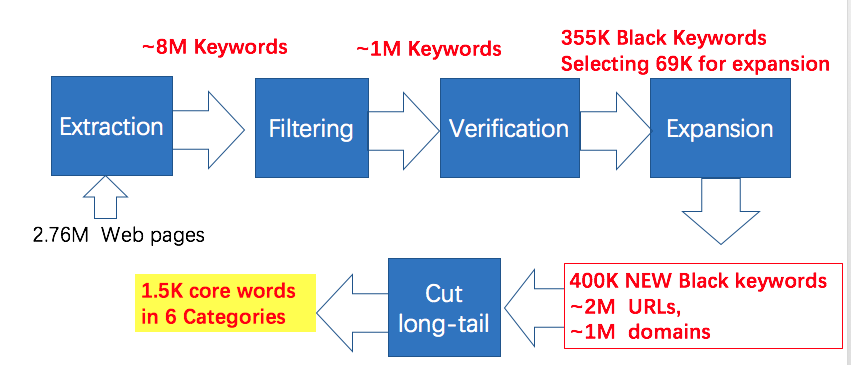 ~8M Keywords
~1M Keywords
355K Black Keywords
Selecting 69K for expansion
Extraction
Filtering
Verification
Expansion
2.76M Web pages
400K NEW Black keywords
~2M URLs,
~1M domains
Cut
long-tail
1.5K core words
in 6 Categories